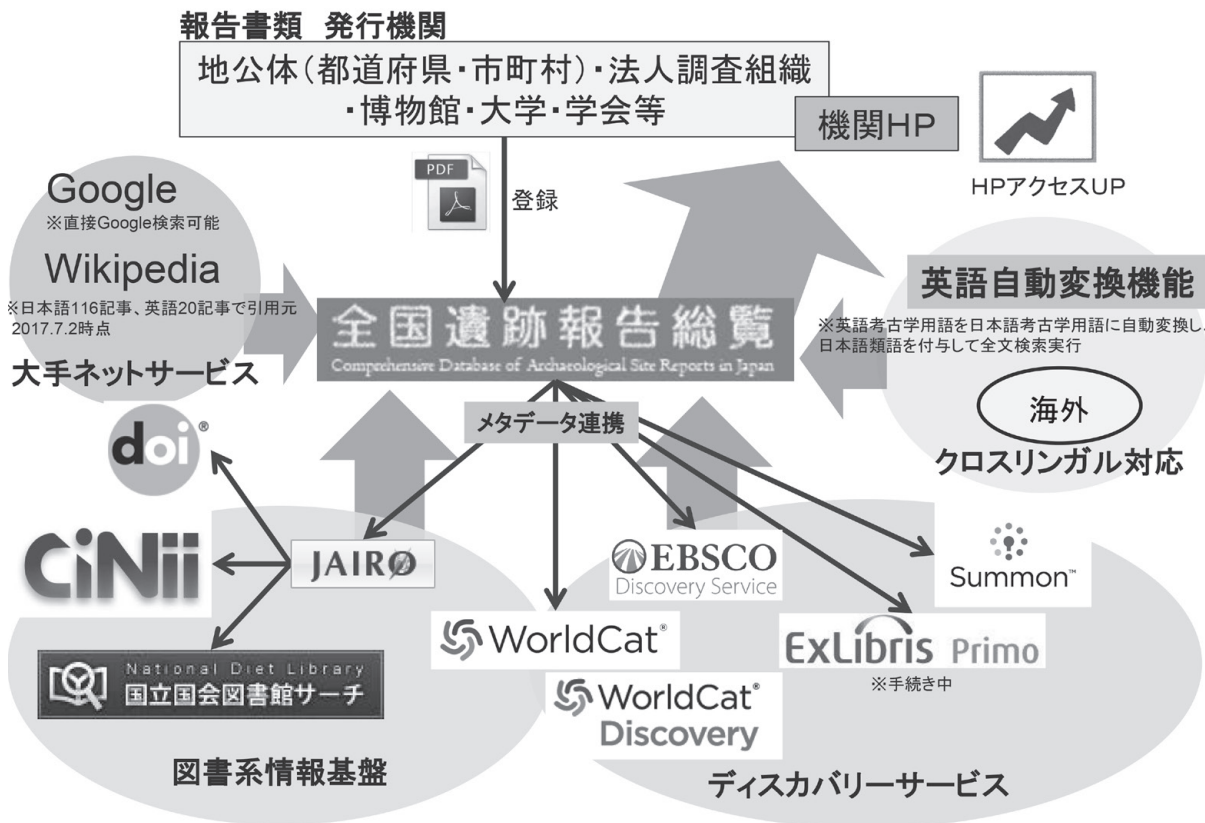 報告書類 発行機関
地公体(都道府県・市町村)・法人調査組織
・博物館・大学・学会等
機関HP
HPアクセスUP
PDF
登録
Google
※直接Google検索可能
Wikipedia
※日本語116記事、英語20記事で引用元
2017.7.2時点
大手ネットサービス
全国遺跡報告総覧
Comprehensive Database of Archaeological Site Reports in Japan
英語自動変換機能
※英語考古学用語を日本語考古学用語に自動変換し、
日本語類語を付与して全文検索実行
海外
クロスリンガル対応
メタデータ連携
doi®
CiNii
JAIRO
National Diet Library
国立国会図書館サーチ
図書系情報基盤
EBSCO
Discovery Service
Summon™
WorldCat®
ExLibris Primo
※手続き中
WorldCat®
Discovery
ディスカバリーサービス